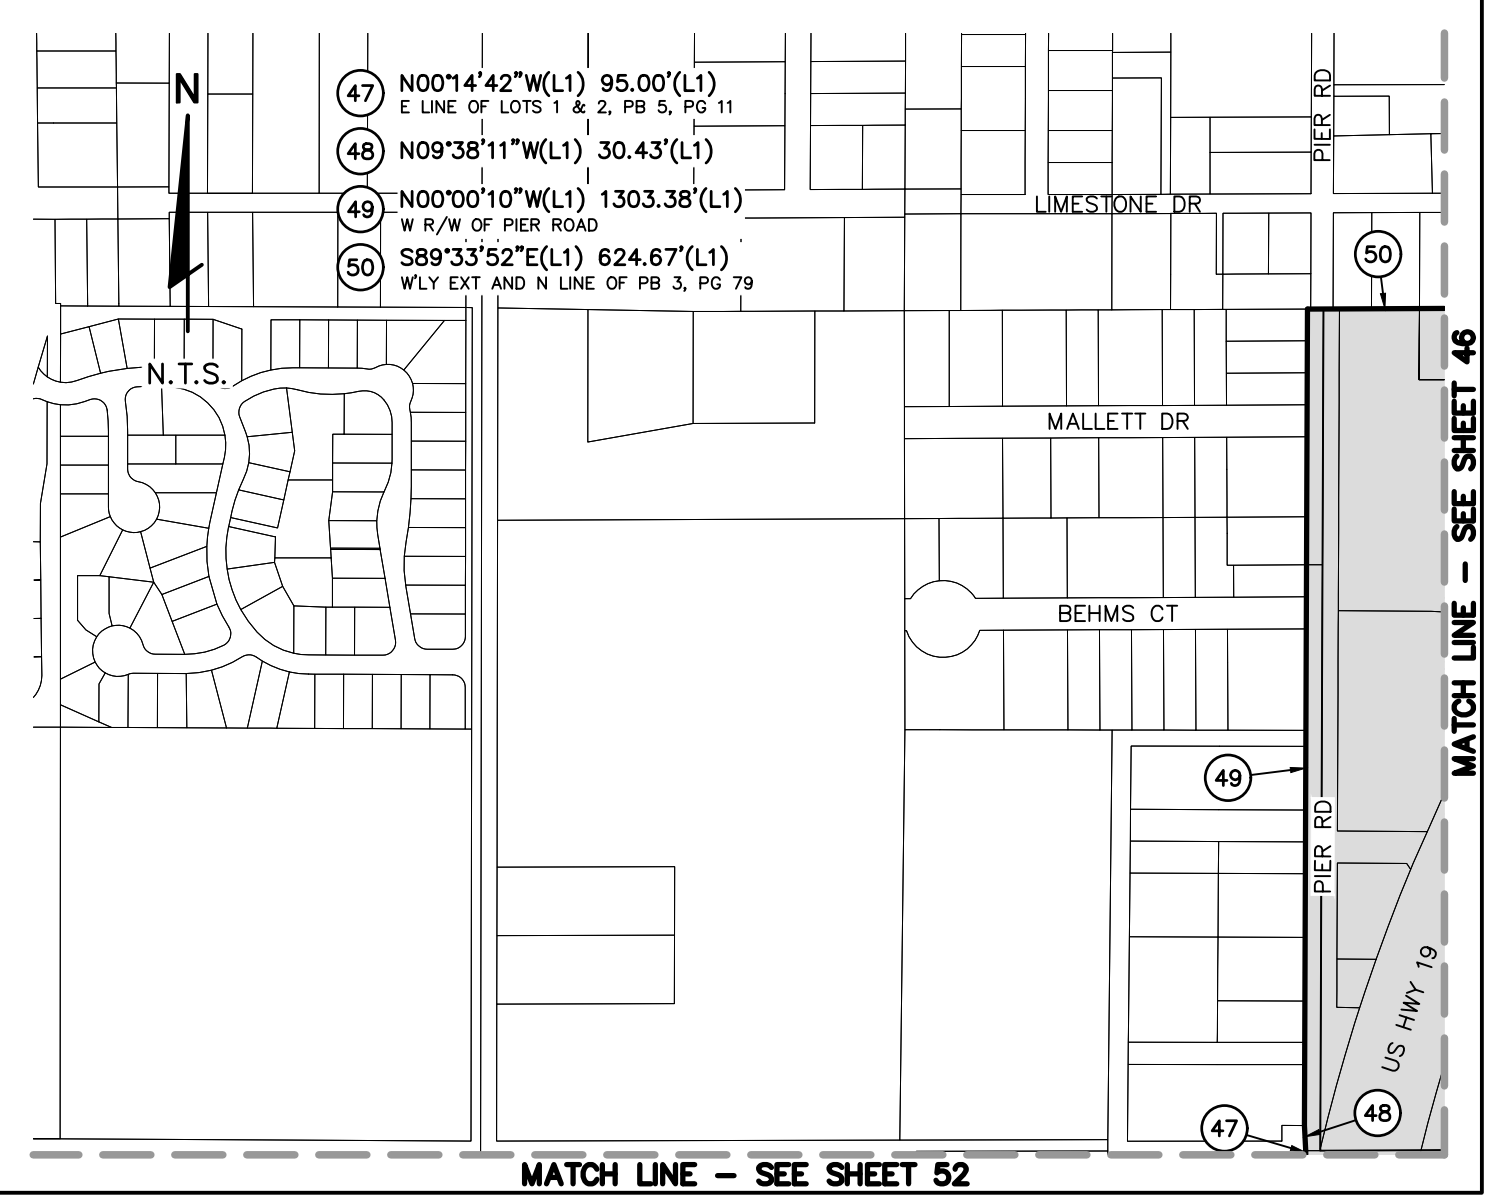 N
47 N00°14'42"W(L1) 95.00'(L1)
E LINE OF LOTS 1 & 2, PB 5, PG 11
48 N09°38'11"W(L1) 30.43'(L1)
49 N00°00'10"W(L1) 1303.38'(L1)
W R/W OF PIER ROAD
50 S89°33'52"E(L1) 624.67'(L1)
W'LY EXT AND N LINE OF PB 3, PG 79
PIER RD
LIMESTONE DR
50
N.T.S.
MALLETT DR
MATCH LINE - SEE SHEET 46
BEHMS CT
49
PIER RD
US HWY 19
47
48
MATCH LINE - SEE SHEET 52